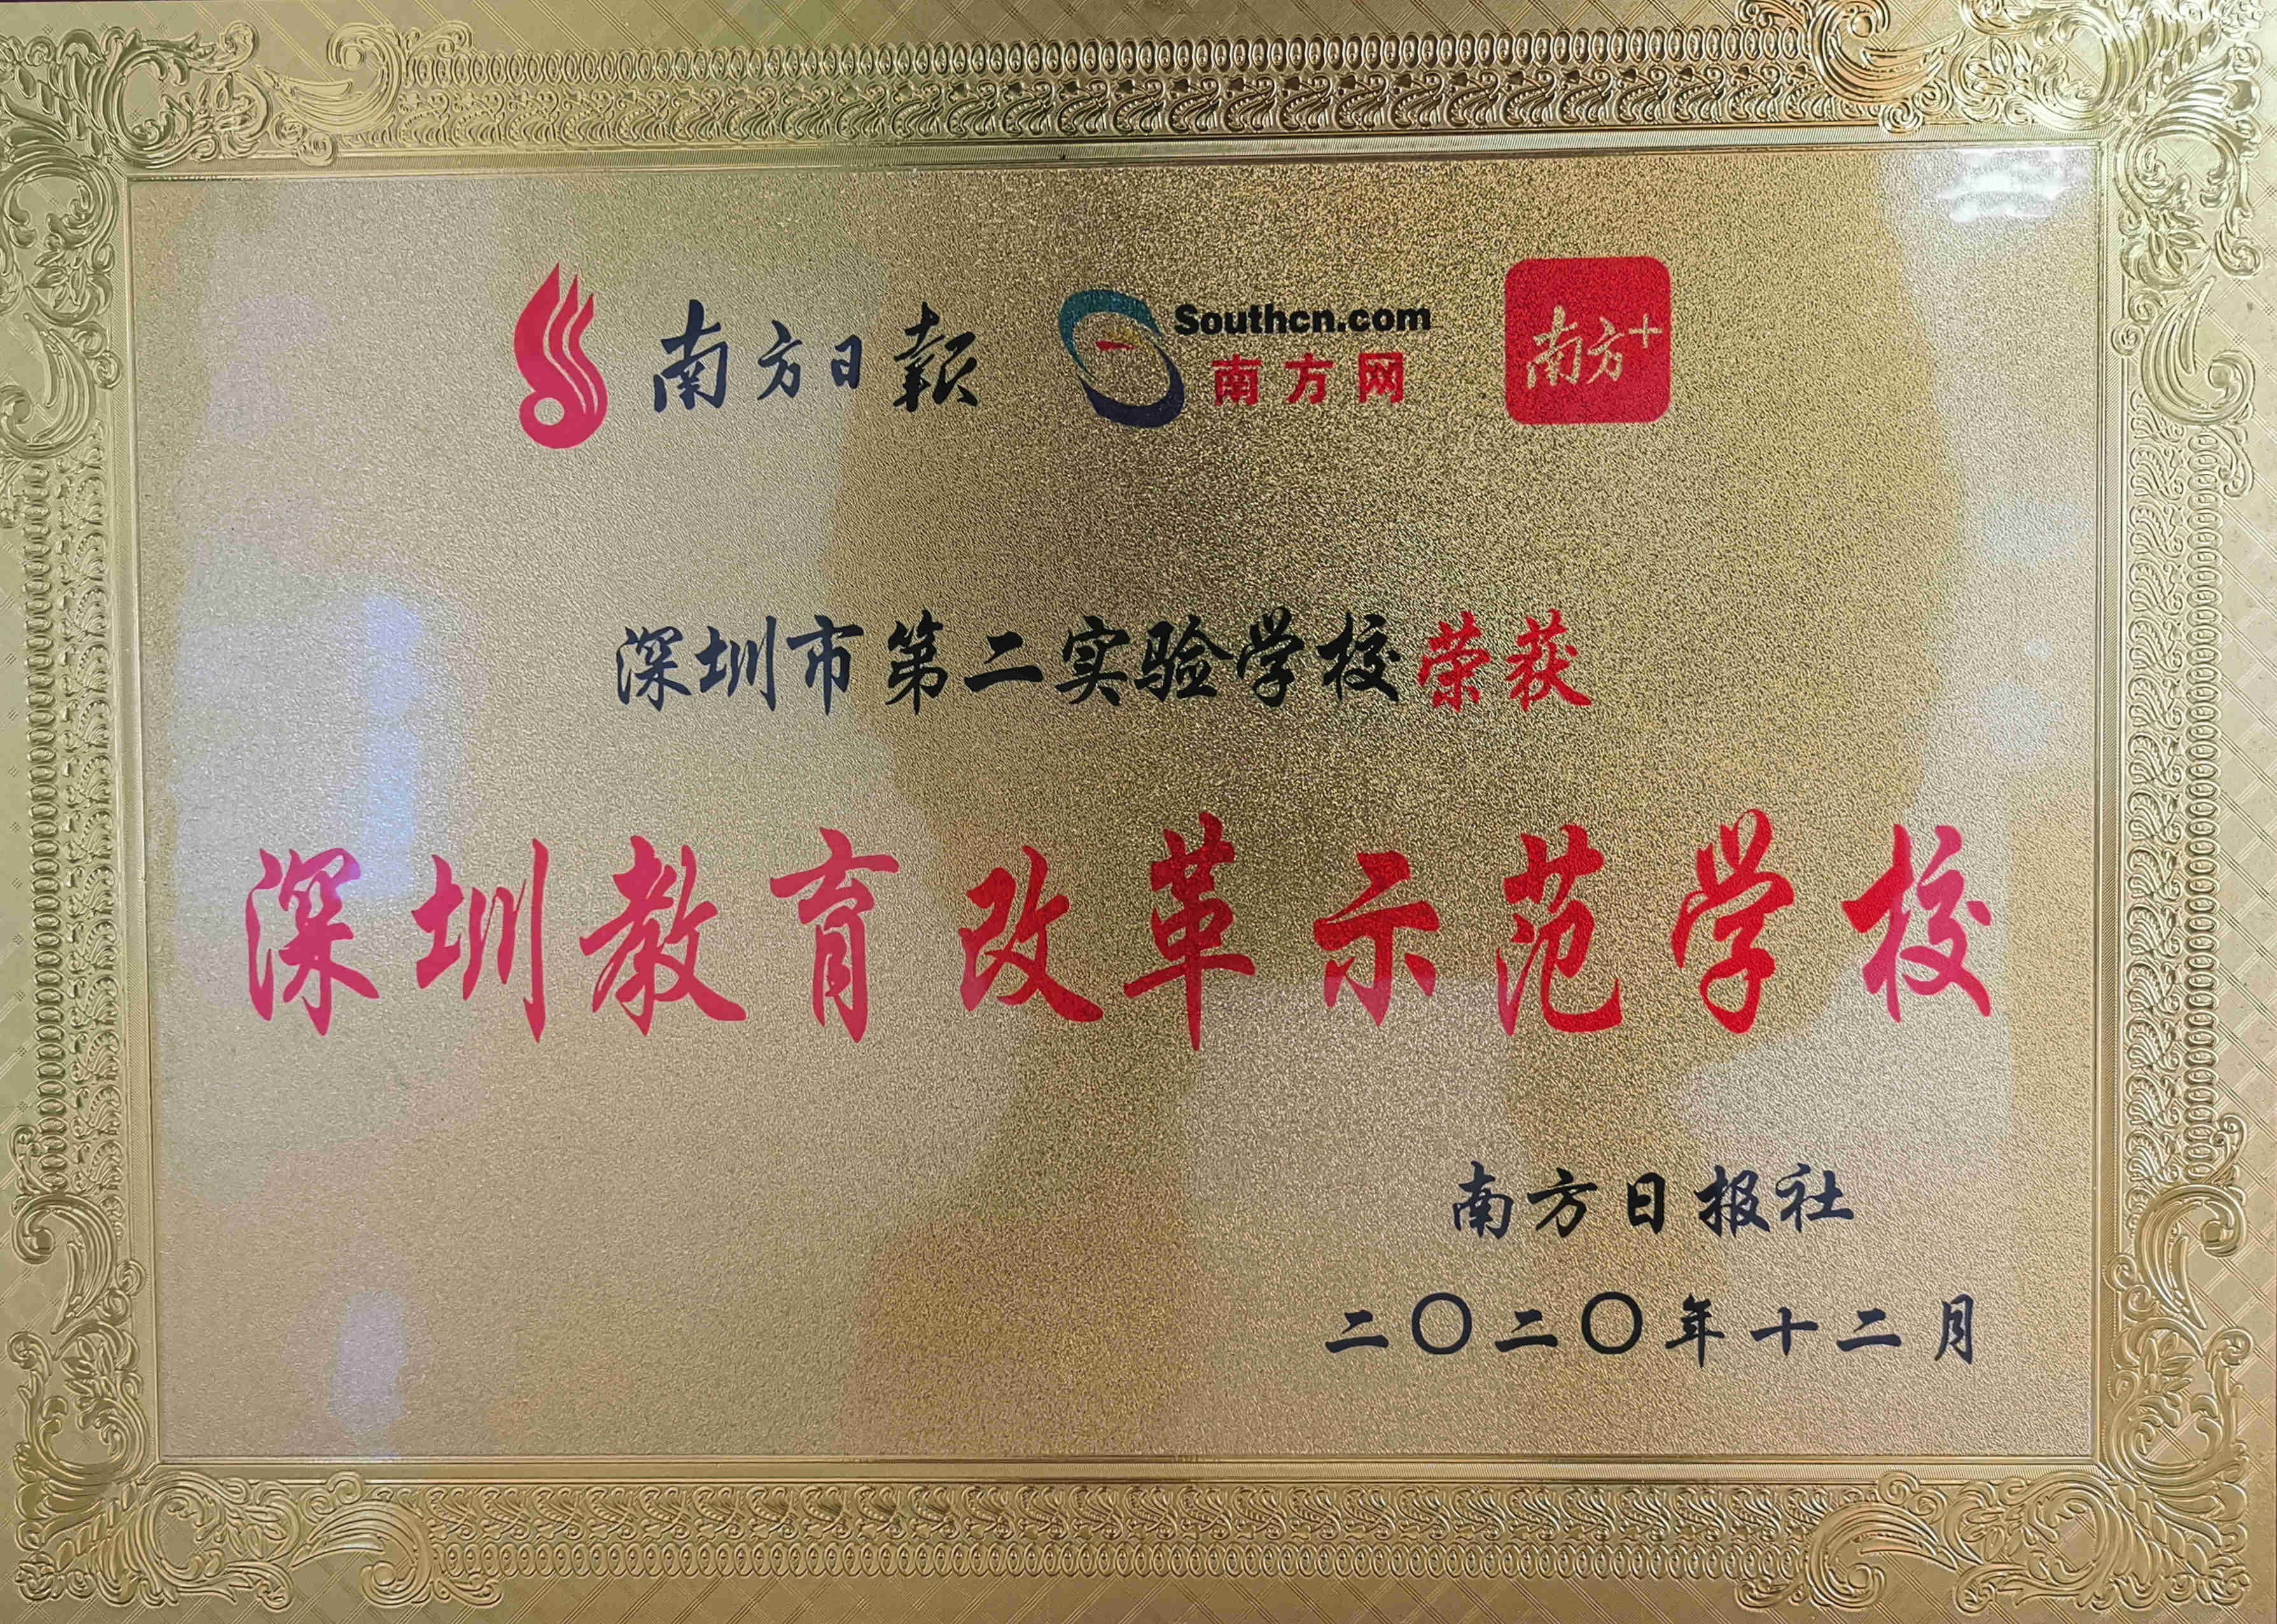 南方日报 Southcn.com 南方+
南方网
深圳市第二实验学校荣获
深圳教育改革示范学校
南方日报社
二〇二〇年十二月